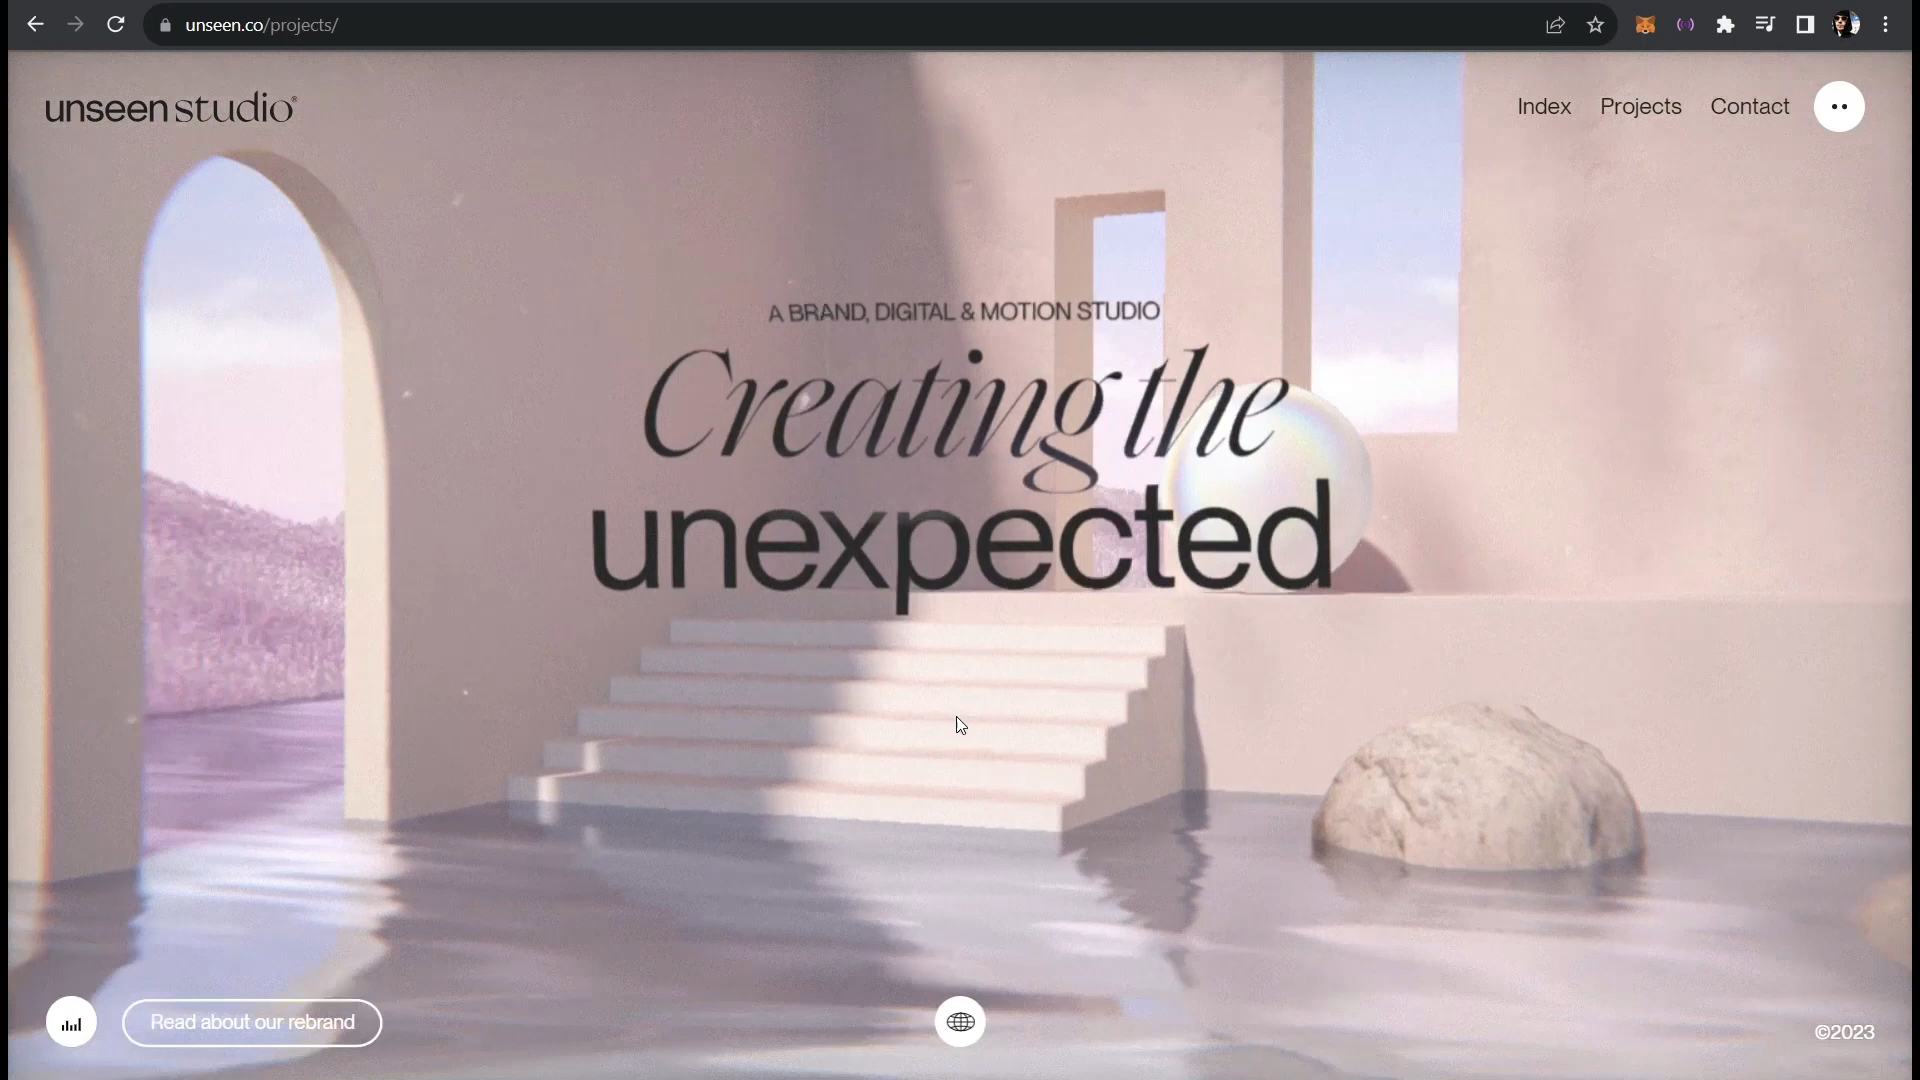 unseen.co/projects/
unseen studio®
Index
Projects
Contact
A BRAND, DIGITAL & MOTION STUDIO
Creating the
unexpected
Read about our rebrand
©2023